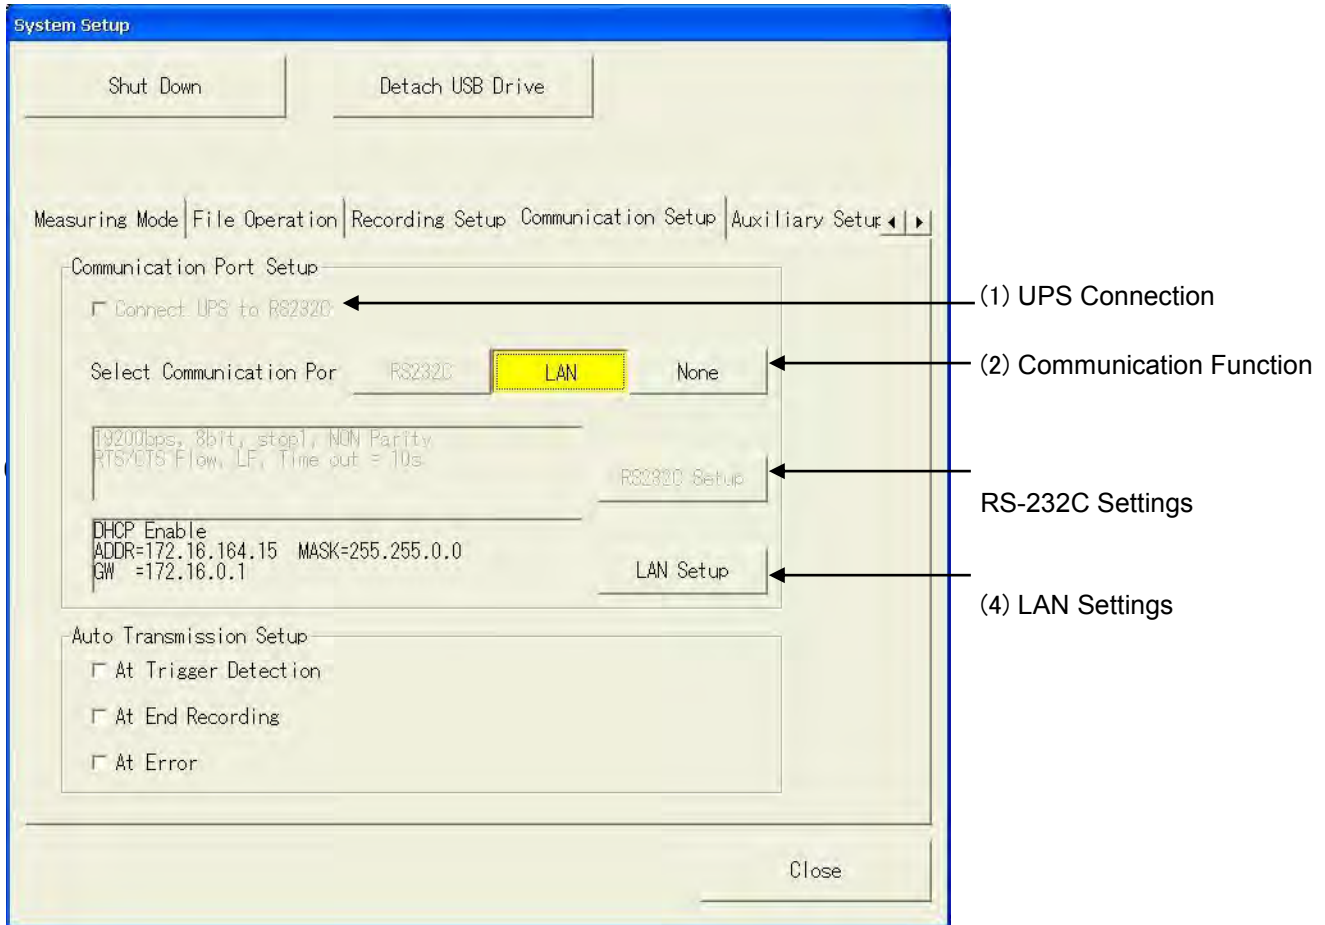 System Setup
Shut Down
Detach USB Drive
Measuring Mode File Operation Recording Setup Communication Setup Auxiliary Setup
Communication Port Setup
Connect UPS to RS232C
(1) UPS Connection
Select Communication Por RS232C LAN None
(2) Communication Function
19200bps, 8bit, stop1, NON Parity
RTS/CTS Flow, LF, Time out = 10s
RS232C Setup
RS-232C Settings
DHCP Enable
ADDR=172.16.164.15 MASK=255.255.0.0
GW =172.16.0.1
LAN Setup
(4) LAN Settings
Auto Transmission Setup
At Trigger Detection
At End Recording
At Error
Close